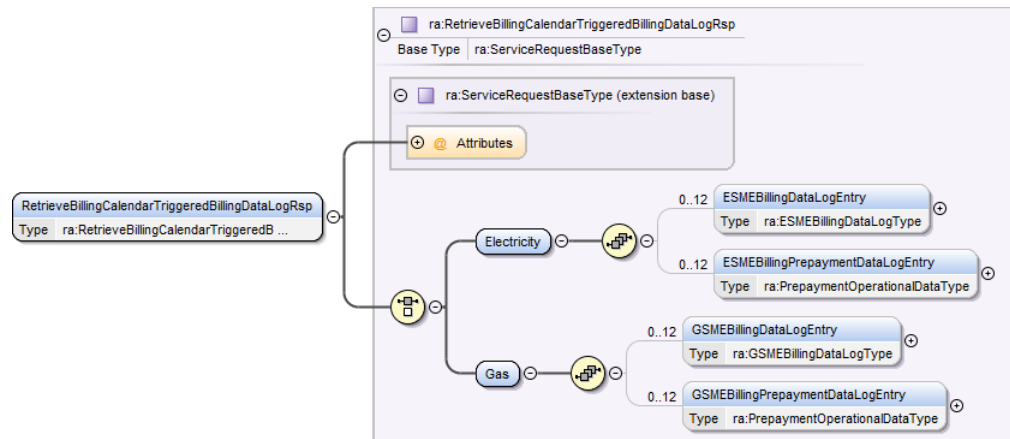 ra:RetrieveBillingCalendarTriggeredBillingDataLogRsp
Base Type ra:ServiceRequestBaseType
ra:ServiceRequestBaseType (extension base)
@ Attributes
RetrieveBillingCalendarTriggeredBillingDataLogRsp
Type ra:RetrieveBillingCalendarTriggeredB ...
Electricity
0..12 ESMEBillingDataLogEntry
Type ra:ESMEBillingDataLogType
0..12 ESMEBillingPrepaymentDataLogEntry
Type ra:PrepaymentOperationalDataType
Gas
0..12 GSMEBillingDataLogEntry
Type ra:GSMEBillingDataLogType
0..12 GSMEBillingPrepaymentDataLogEntry
Type ra:PrepaymentOperationalDataType